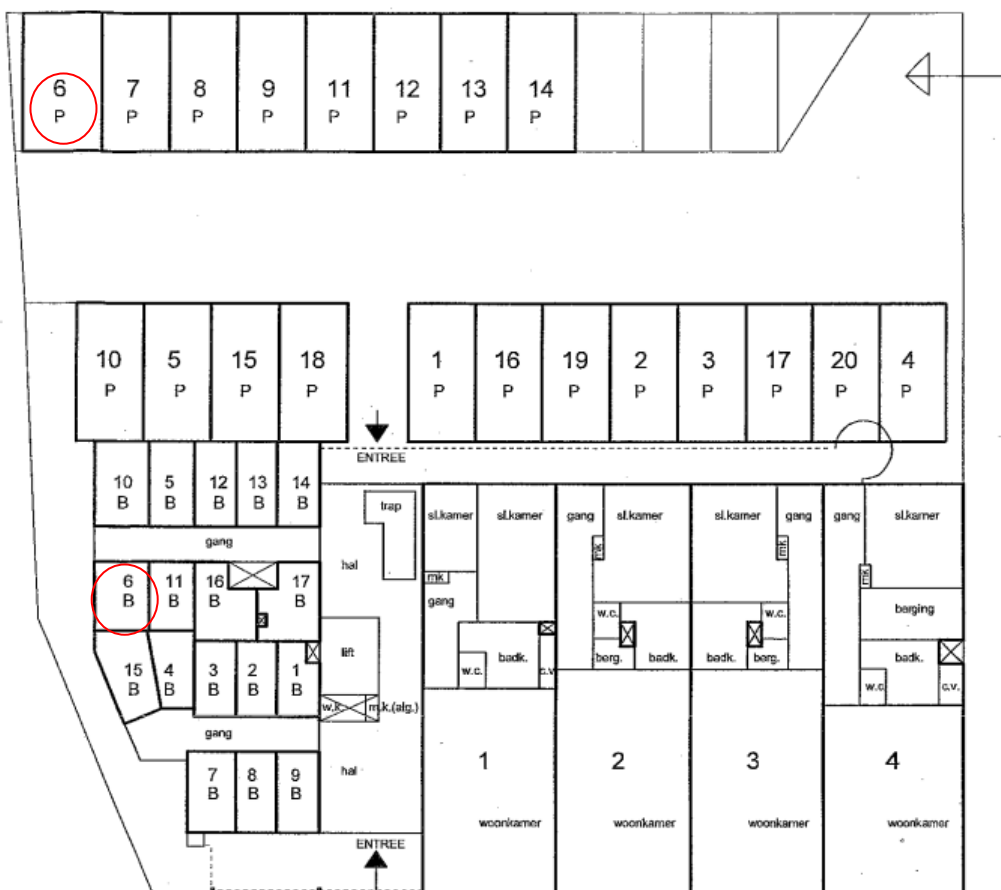 6 7 8 9 11 12 13 14
P P P P P P P P
10 5 15 18 1 16 19 2 3 17 20 4
P P P P P P P P P P P P
ENTREE
10 5 12 13 14
B B B B B
trap
sl.kamer sl.kamer gang sl.kamer sl.kamer gang gang sl.kamer
gang
hal
mk mk mk mk
6 11 16 17
B B B B
gang
w.c. w.c. berging
lift
badk. berg. badk. badk. berg. badk.
15 4 3 2 1
B B B B B
w.c. c.v. w.c. c.v.
w.k. m.k.(alg.)
gang
7 8 9
B B B
hal
1 2 3 4
woonkamer woonkamer woonkamer woonkamer
ENTREE